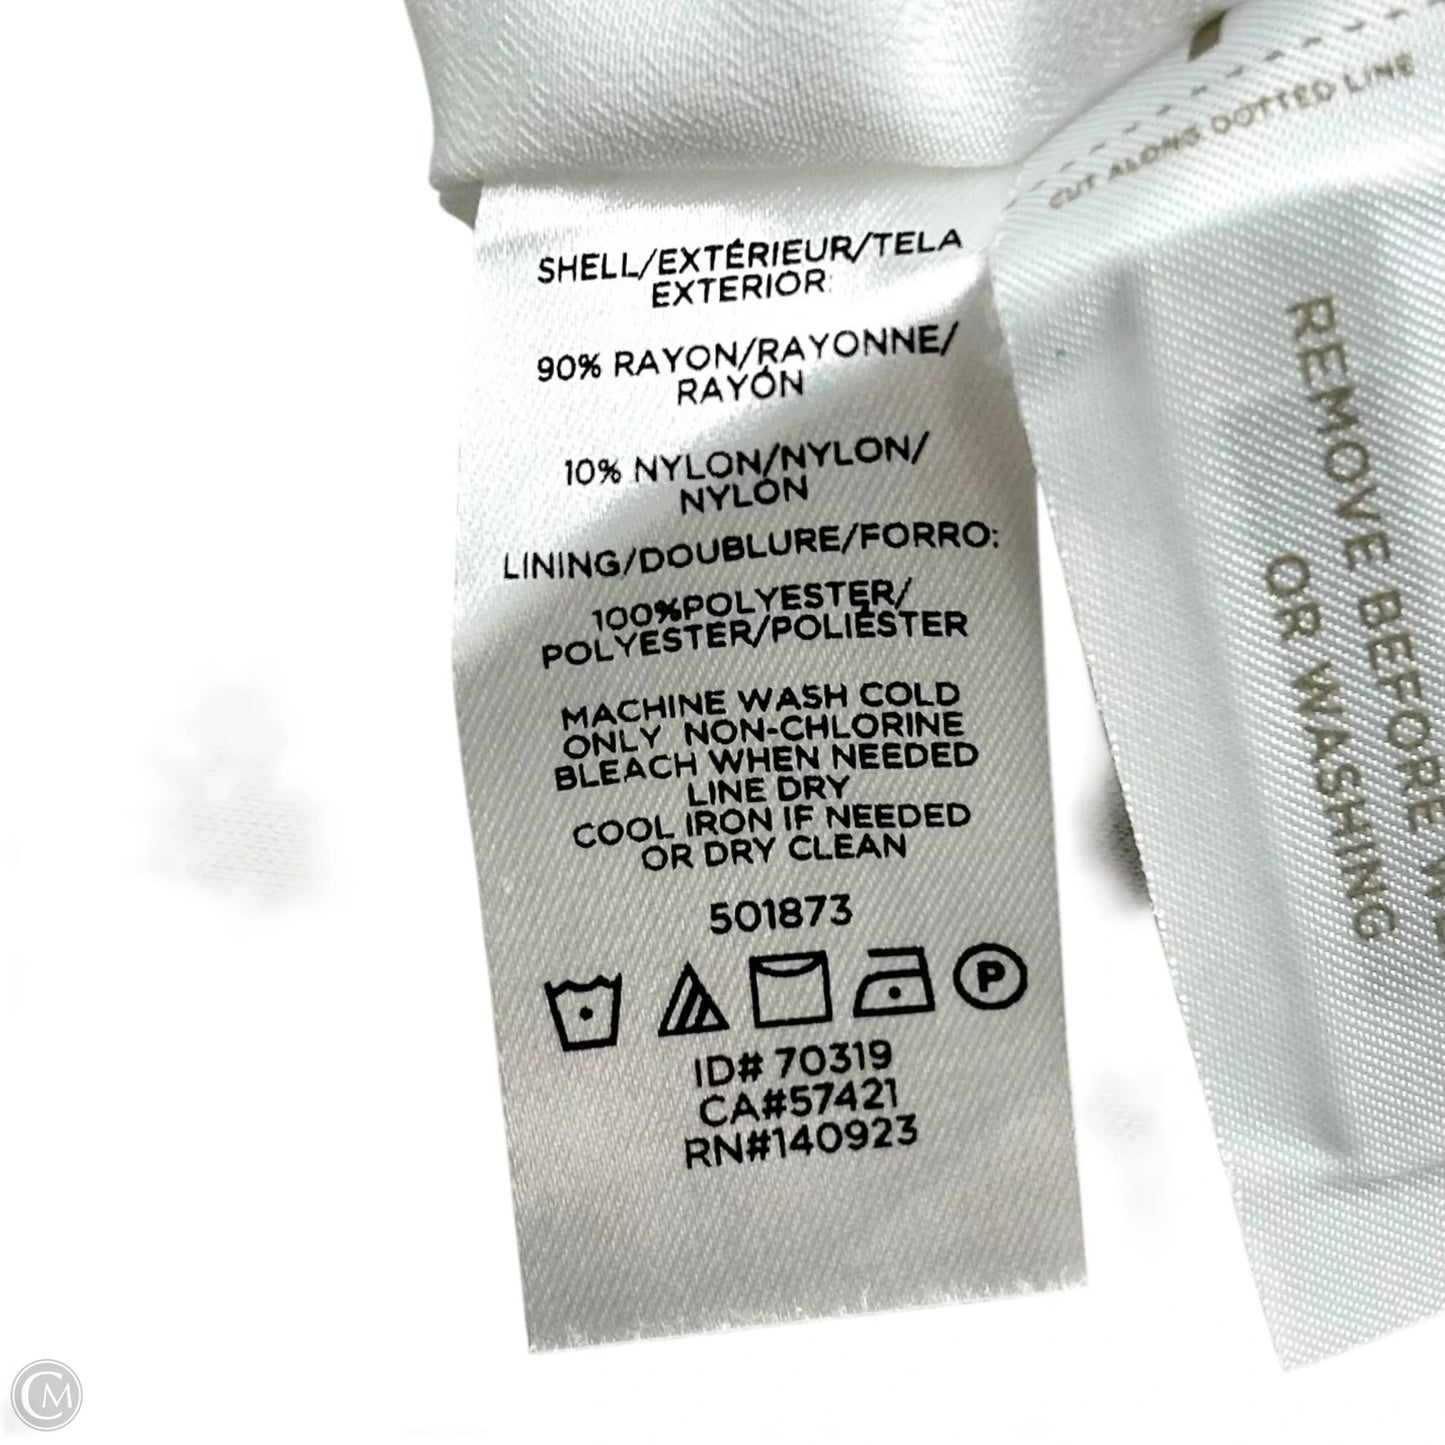 SHELL/EXTÉRIEUR/TELA
EXTERIOR:
90% RAYON/RAYONNE/
RAYÓN
10% NYLON/NYLON/
NYLÓN
LINING/DOUBLURE/FORRO:
100%POLYESTER/
POLYESTER/POLIÉSTER
MACHINE WASH COLD
ONLY NON-CHLORINE
BLEACH WHEN NEEDED
LINE DRY
COOL IRON IF NEEDED
OR DRY CLEAN
501873
P
ID# 70319
CA#57421
RN#140923
CUT ALONG DOTTED LINE
REMOVE BEFORE
OR WASHING
CM